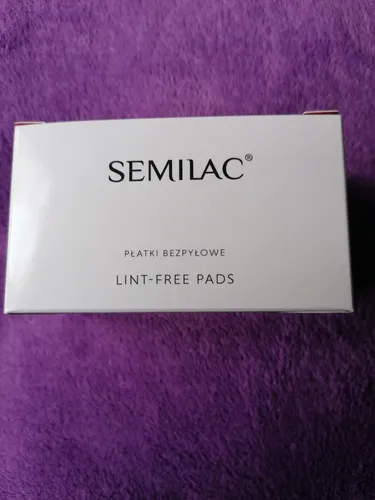 SEMILAC®
PŁATKI BEZPYŁOWE
LINT-FREE PADS